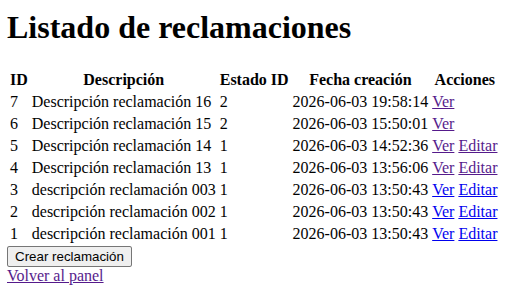 Listado de reclamaciones
ID Descripción Estado ID Fecha creación Acciones
7 Descripción reclamación 16 2 2026-06-03 19:58:14 Ver
6 Descripción reclamación 15 2 2026-06-03 15:50:01 Ver
5 Descripción reclamación 14 1 2026-06-03 14:52:36 Ver Editar
4 Descripción reclamación 13 1 2026-06-03 13:56:06 Ver Editar
3 descripción reclamación 003 1 2026-06-03 13:50:43 Ver Editar
2 descripción reclamación 002 1 2026-06-03 13:50:43 Ver Editar
1 descripción reclamación 001 1 2026-06-03 13:50:43 Ver Editar
Crear reclamación
Volver al panel